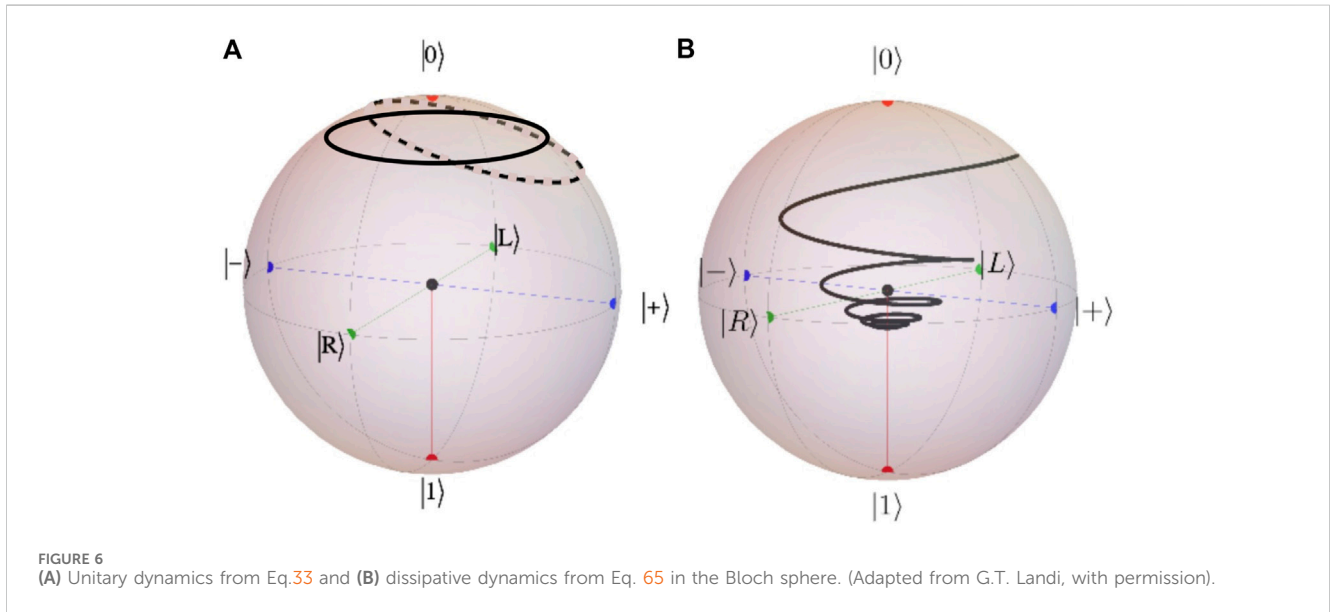 A
|0⟩
|-⟩
|L⟩
|+⟩
|R⟩
|1⟩
B
|0⟩
|-⟩
|L⟩
|+⟩
|R⟩
|1⟩
FIGURE 6
(A) Unitary dynamics from Eq.33 and (B) dissipative dynamics from Eq. 65 in the Bloch sphere. (Adapted from G.T. Landi, with permission).